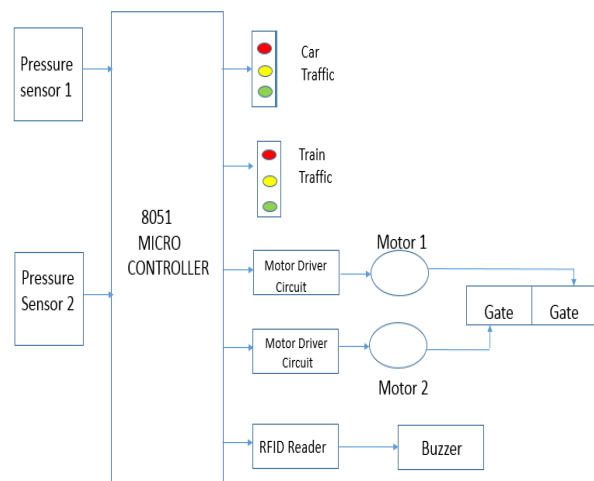 Pressure
sensor 1
Pressure
Sensor 2
8051
MICRO
CONTROLLER
Car
Traffic
Train
Traffic
Motor Driver
Circuit
Motor 1
Gate
Gate
Motor Driver
Circuit
Motor 2
RFID Reader
Buzzer